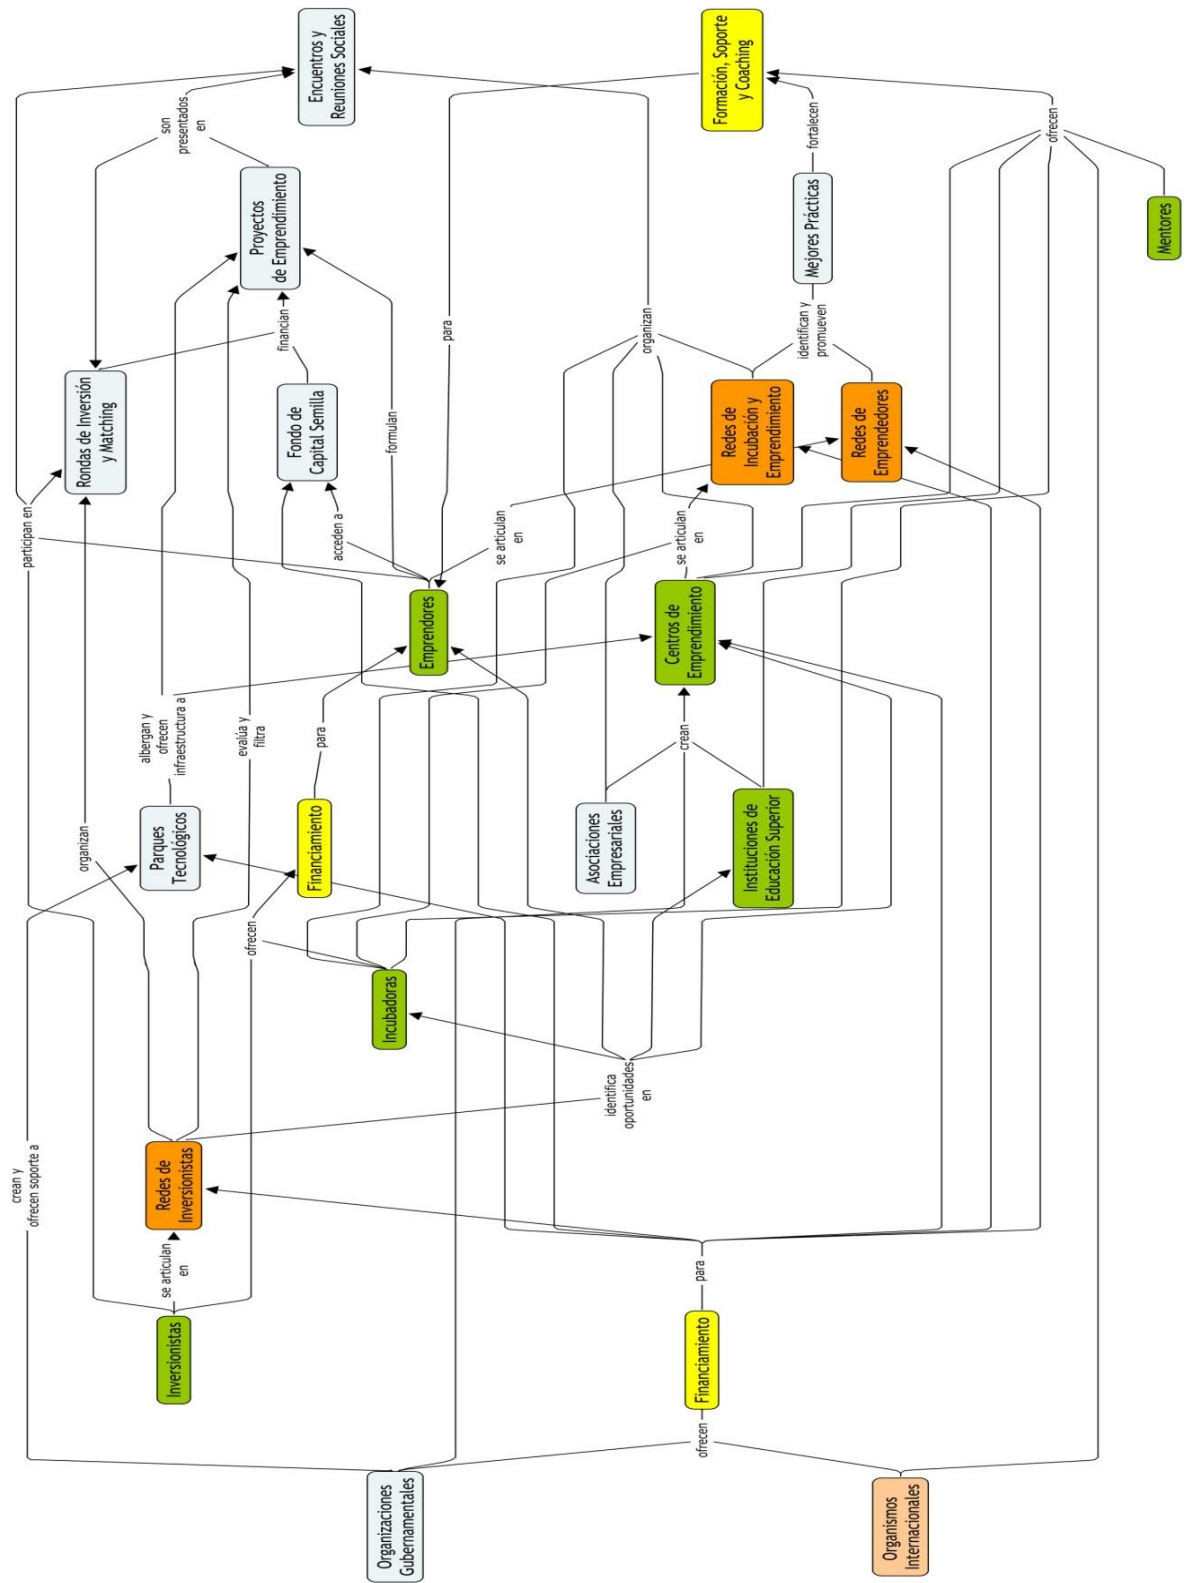 crean y
ofrecen soporte a
participan en
organizan
Rondas de Inversión
y Matching
albergan y
ofrecen
infraestructura a
son
presentados
en
Inversionistas
se articulan
en
Redes de
Inversionistas
Parques
Tecnológicos
ofrecen
evalúa y
filtra
Proyectos
de Emprendimiento
financian
Financiamiento
para
Fondo de
Capital Semilla
Encuentros y
Reuniones Sociales
acceden a
formulan
Organizaciones
Gubernamentales
Incubadoras
Emprendores
para
se articulan
en
Asociaciones
Empresariales
identifica
oportunidades
en
organizan
crean
Centros de
Emprendimiento
se articulan
en
Financiamiento
ofrecen
para
Instituciones de
Educación Superior
Redes de
Incubación y
Emprendimiento
Formación, Soporte
y Coaching
identifican y
promueven
Mejores Prácticas
fortalecen
Redes de
Emprendedores
Organismos
Internacionales
ofrecen
Mentores